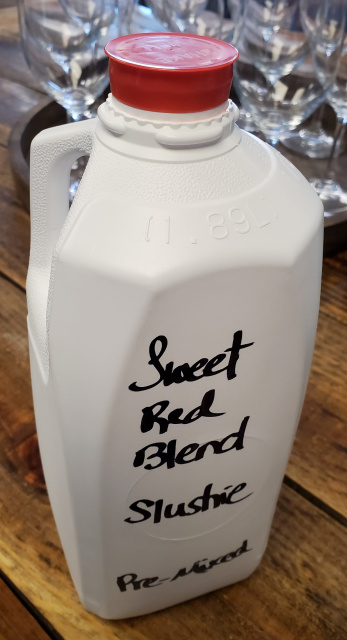 (1.89L)
Sweet
Red
Blend
Slushie
Pre-Mixed